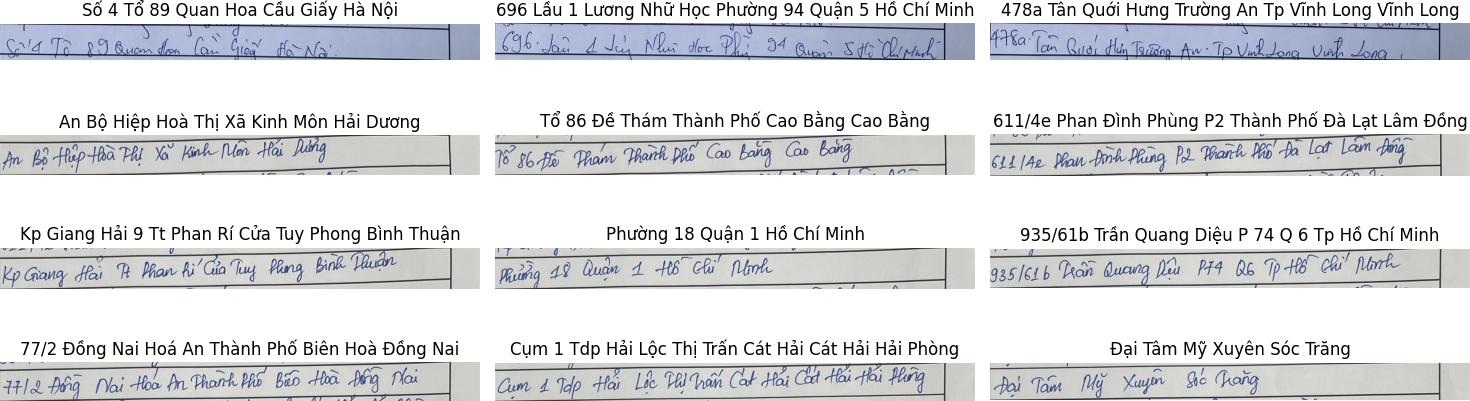 Số 4 Tổ 89 Quan Hoa Cầu Giấy Hà Nội
696 Lầu 1 Lương Nhữ Học Phường 94 Quận 5 Hồ Chí Minh
478a Tân Quới Hưng Trường An Tp Vĩnh Long Vĩnh Long
Số 4 Tổ 89 Quan Hoa Cầu Giấy Hà Nội
696 Lầu 1 Lương Nhữ Học Phường 94 Quận 5 Hồ Chí Minh
478a Tân Quới Hưng Trường An Tp Vĩnh Long Vĩnh Long
An Bộ Hiệp Hoà Thị Xã Kinh Môn Hải Dương
Tổ 86 Đề Thám Thành Phố Cao Bằng Cao Bằng
611/4e Phan Đình Phùng P2 Thành Phố Đà Lạt Lâm Đồng
An Bộ Hiệp Hoà Thị Xã Kinh Môn Hải Dương
Tổ 86 Đề Thám Thành Phố Cao Bằng Cao Bằng
611/4e Phan Đình Phùng P2 Thành Phố Đà Lạt Lâm Đồng
Kp Giang Hải 9 Tt Phan Rí Cửa Tuy Phong Bình Thuận
Phường 18 Quận 1 Hồ Chí Minh
935/61b Trần Quang Diệu P 74 Q 6 Tp Hồ Chí Minh
Kp Giang Hải Tt Phan Rí Cửa Tuy Phong Bình Thuận
Phường 18 Quận 1 Hồ Chí Minh
935/61b Trần Quang Diệu P74 Q6 Tp Hồ Chí Minh
77/2 Đồng Nai Hoá An Thành Phố Biên Hoà Đồng Nai
Cụm 1 Tdp Hải Lộc Thị Trấn Cát Hải Cát Hải Hải Phòng
Đại Tâm Mỹ Xuyên Sóc Trăng
77/2 Đồng Nai Hoá An Thành Phố Biên Hoà Đồng Nai
Cụm 1 Tdp Hải Lộc Thị Trấn Cát Hải Cát Hải Hải Phòng
Đại Tâm Mỹ Xuyên Sóc Trăng